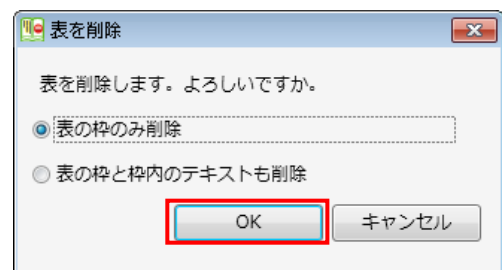 表を削除
表を削除します。よろしいですか。
表の枠のみ削除
表の枠と枠内のテキストも削除
OK
キャンセル